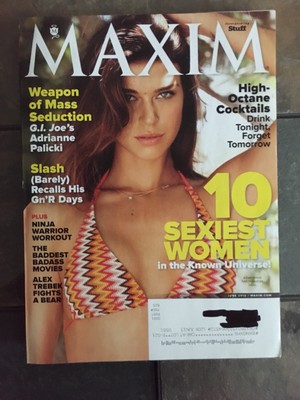 Stuff
MAXIM
Weapon
of Mass
Seduction
G.I. Joe's
Adrianne
Palicki
High-
Octane
Cocktails
Drink
Tonight,
Forget
Tomorrow
Slash
(Barely)
Recalls His
Gn'R Days
10
SEXIEST
WOMEN
in the Known Universe!
PLUS
NINJA
WARRIOR
WORKOUT
THE
BADDEST
BADASS
MOVIES
ALEX
TREBEK
FIGHTS
A BEAR